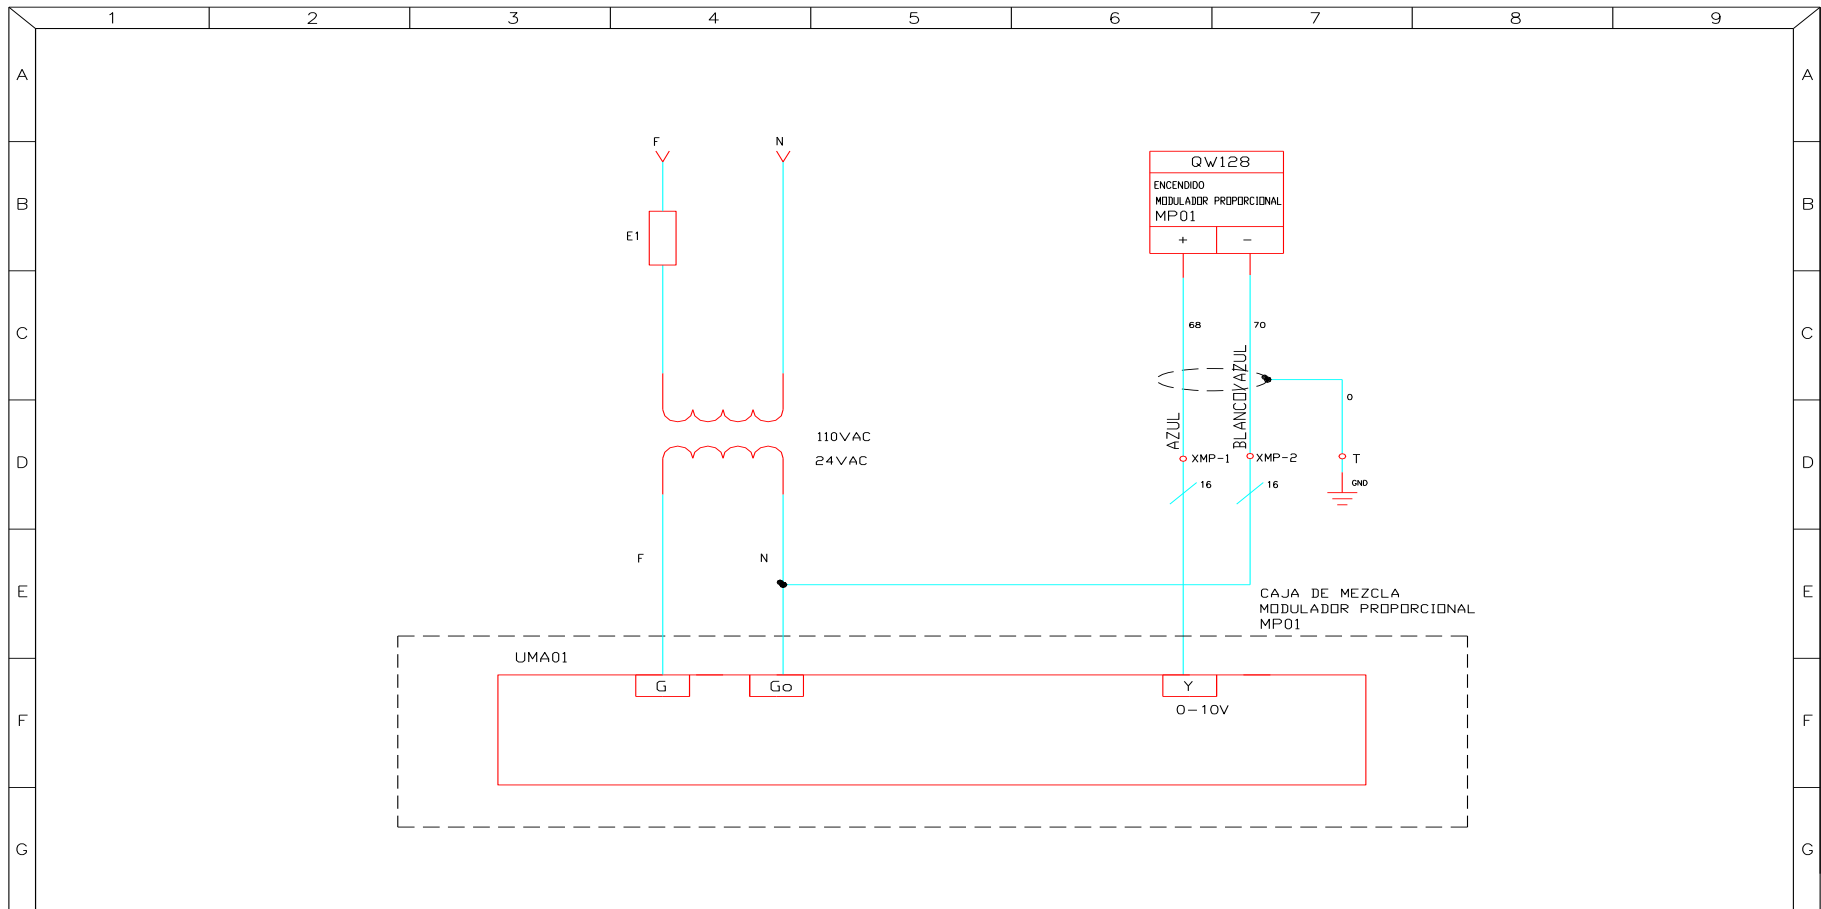 1 2 3 4 5 6 7 8 9
A A
F N
QW128
ENCENDIDO
MODULADOR PROPORCIONAL
MP01
B B
E1
+ -
68 70
C C
BLANCO/AZUL
0
AZUL
110VAC
24VAC
XMP-1 XMP-2 T
D D
16 16 GND
F N
E E
CAJA DE MEZCLA
MODULADOR PROPORCIONAL
MP01
UMA01
G Go Y
0-10V
F F
G G